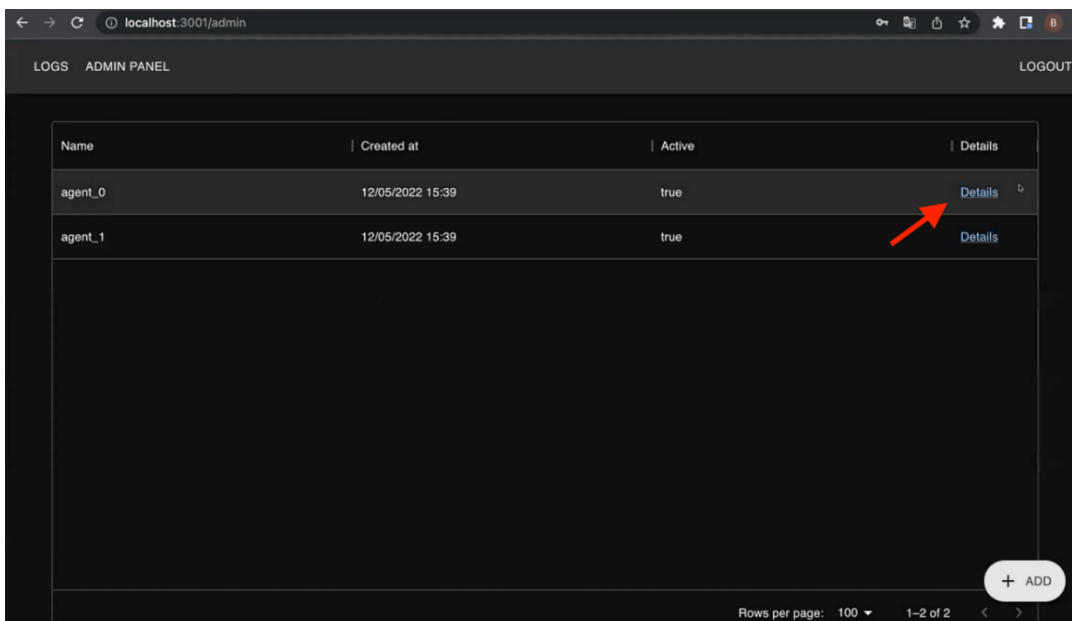 localhost:3001/admin
B
LOGS ADMIN PANEL LOGOUT
Name Created at Active Details
agent_0 12/05/2022 15:39 true Details
agent_1 12/05/2022 15:39 true Details
+ ADD
Rows per page: 100 1–2 of 2